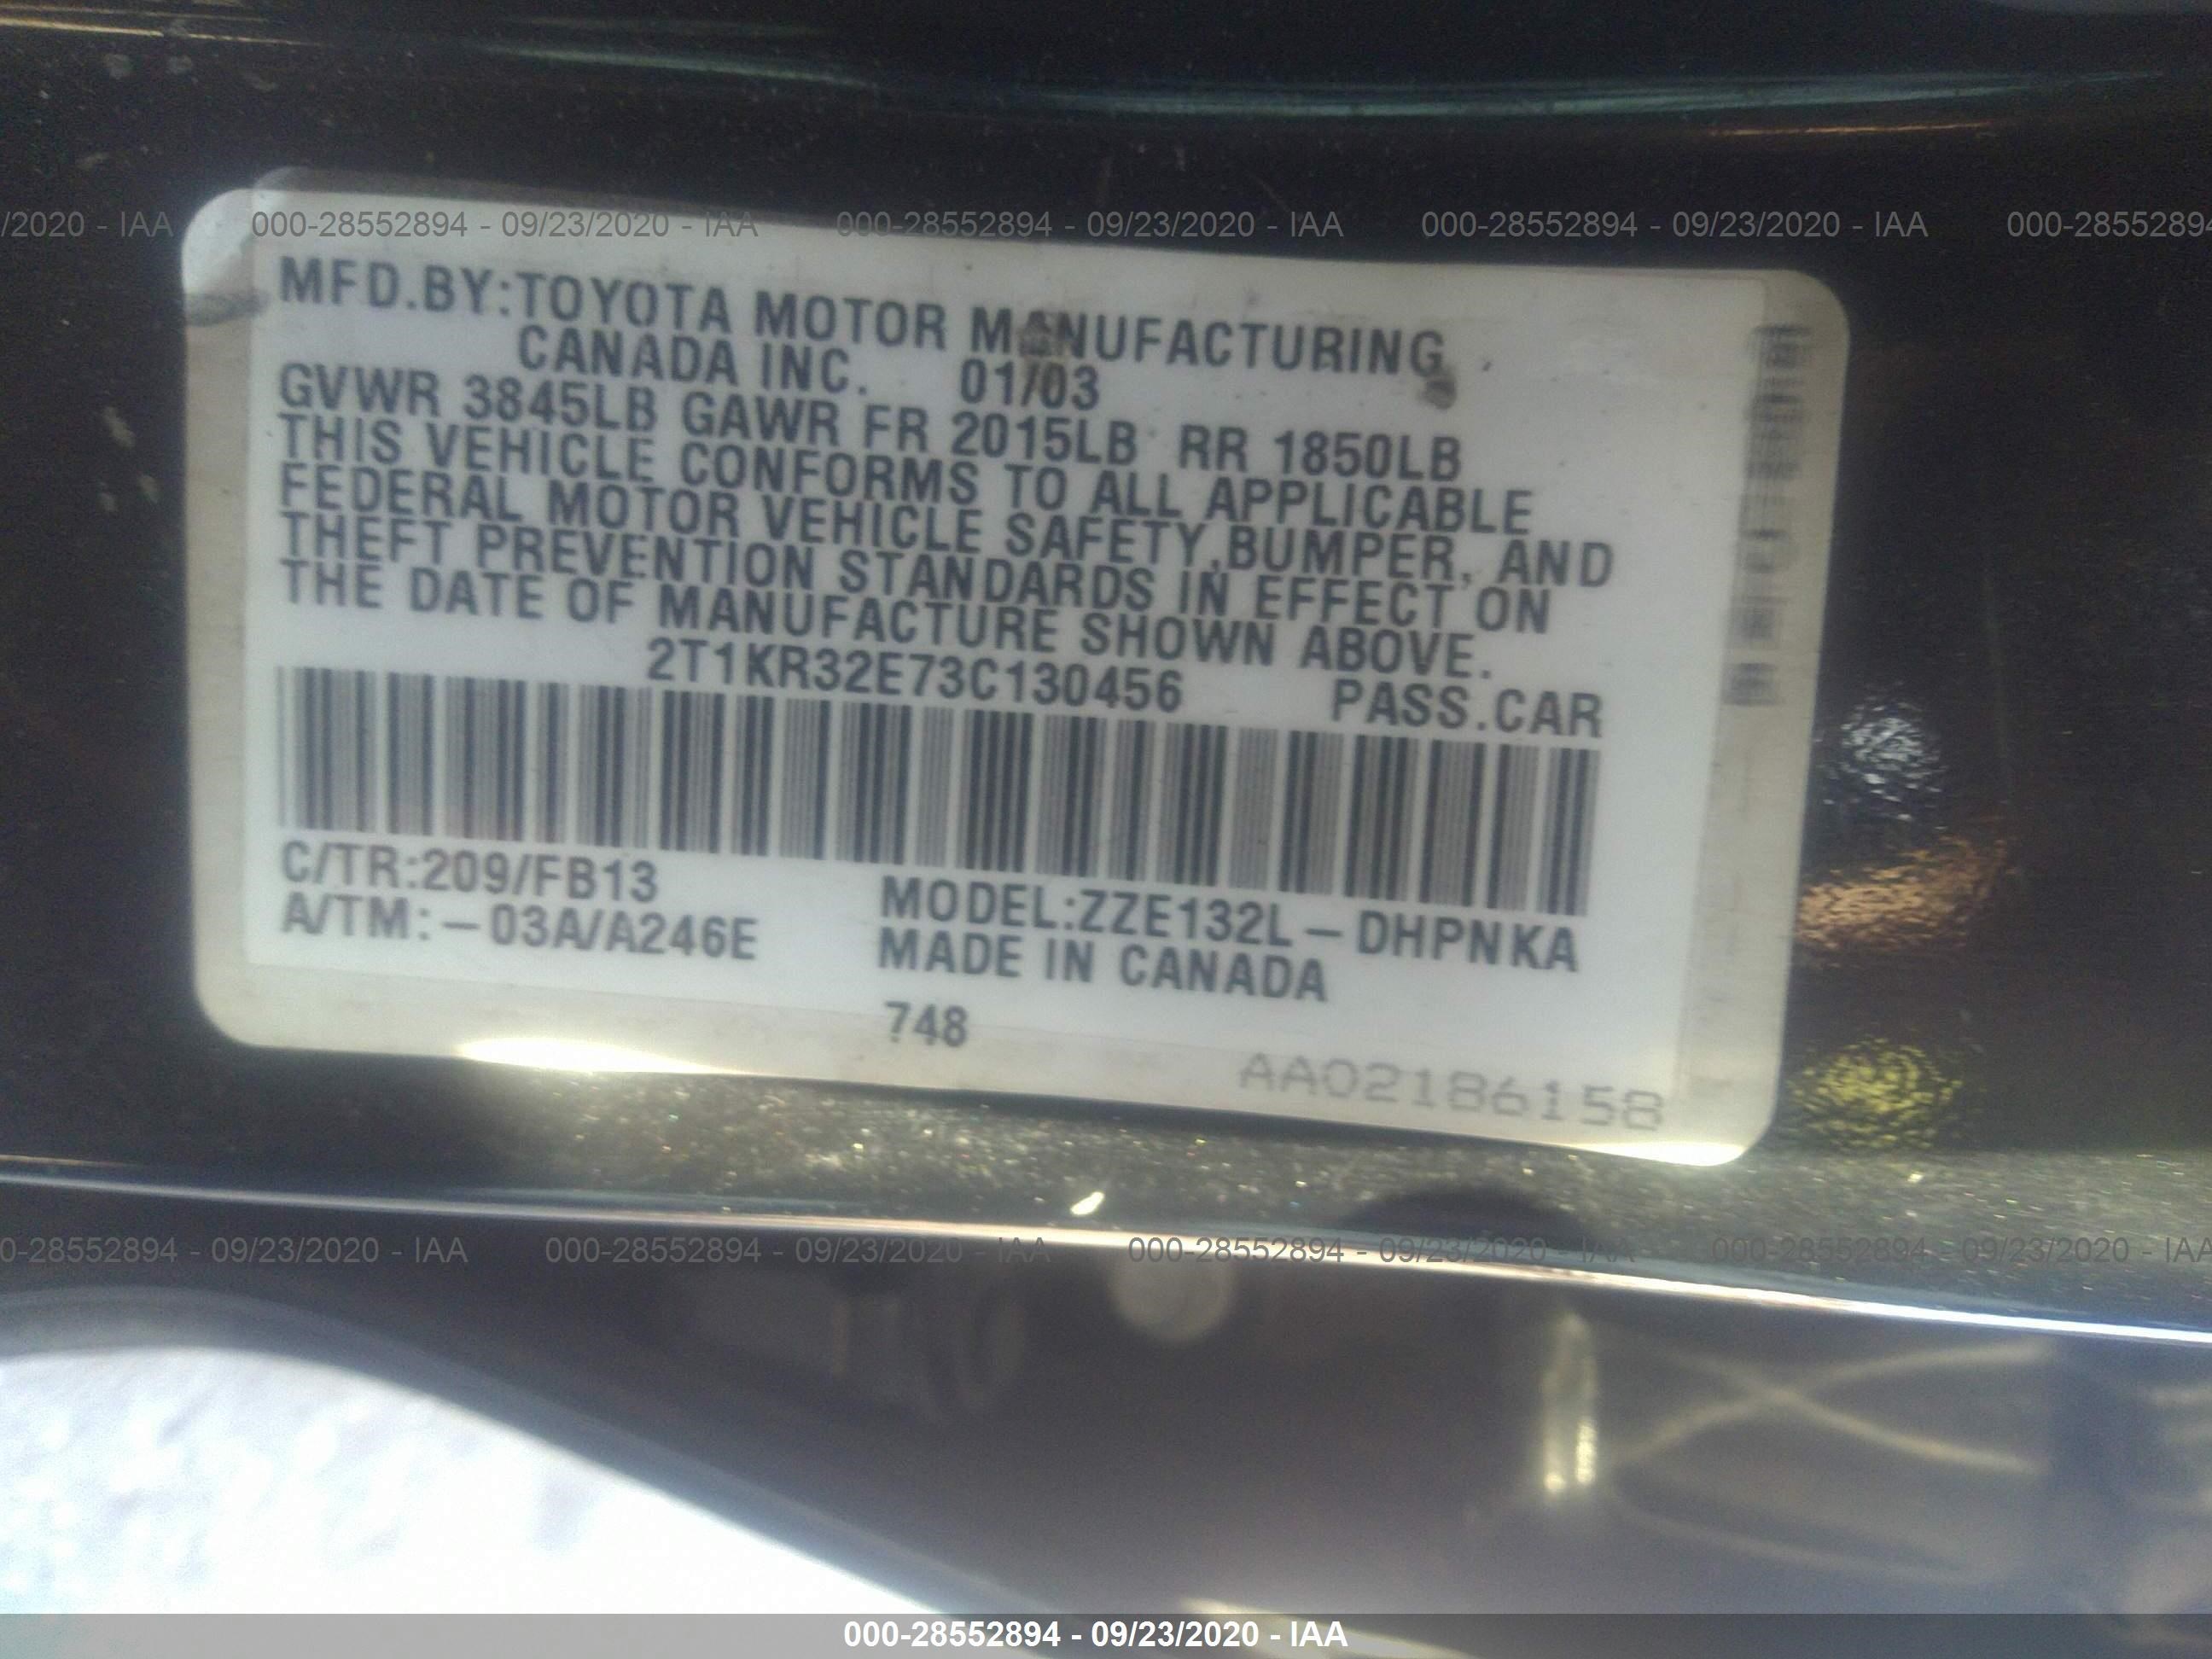 /2020 - IAA 000-28552894 - 09/23/2020 - IAA 000-28552894 - 09/23/2020 - IAA 000-28552894 - 09/23/2020 - IAA 000-28552894
MFD.BY:TOYOTA MOTOR MANUFACTURING
CANADA INC. 01/03
GVWR 3845LB GAWR FR 2015LB RR 1850LB
THIS VEHICLE CONFORMS TO ALL APPLICABLE
FEDERAL MOTOR VEHICLE SAFETY,BUMPER, AND
THEFT PREVENTION STANDARDS IN EFFECT ON
THE DATE OF MANUFACTURE SHOWN ABOVE.
2T1KR32E73C130456 PASS.CAR
C/TR:209/FB13
A/TM:-03A/A246E
MODEL:ZZE132L-DHPNKA
MADE IN CANADA
748
AA02186158
0-28552894 - 09/23/2020 - IAA 000-28552894 - 09/23/2020 - IAA 000-28552894 - 09/23/2020 - IAA 000-28552894 - 09/23/2020 - IAA
000-28552894 - 09/23/2020 - IAA